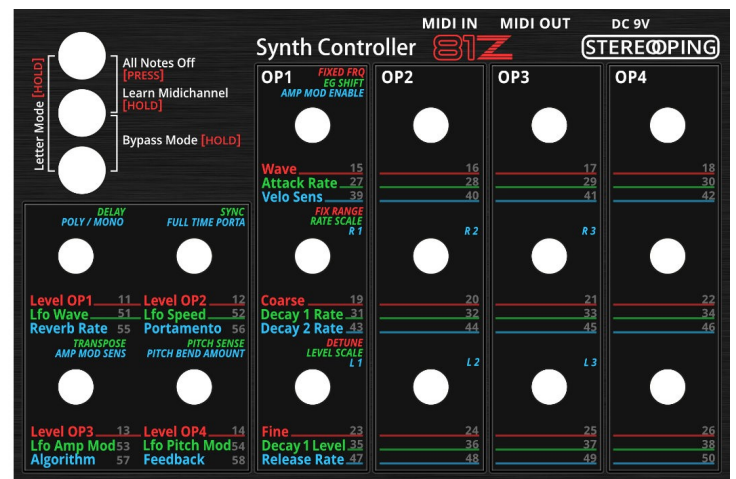 MIDI IN MIDI OUT DC 9V
Synth Controller 81Z STEREOPING
All Notes Off
[PRESS]
Learn Midichannel
[HOLD]
Bypass Mode [HOLD]
Letter Mode [HOLD]
OP1 FIXED FRQ
EG SHIFT
AMP MOD ENABLE
OP2
OP3
OP4
Wave 15 16 17 18
Attack Rate 27 28 29 30
Velo Sens 39 40 41 42
DELAY
POLY / MONO
SYNC
FULL TIME PORTA
FIX RANGE
RATE SCALE
R 1 R 2 R 3
Level OP1 11 Level OP2 12
Lfo Wave 51 Lfo Speed 52
Reverb Rate 55 Portamento 56
Coarse 19 20 21 22
Decay 1 Rate 31 32 33 34
Decay 2 Rate 43 44 45 46
TRANSPOSE
AMP MOD SENS
PITCH SENSE
PITCH BEND AMOUNT
DETUNE
LEVEL SCALE
L 1 L 2 L 3
Level OP3 13 Level OP4 14
Lfo Amp Mod 53 Lfo Pitch Mod 54
Algorithm 57 Feedback 58
Fine 23 24 25 26
Decay 1 Level 35 36 37 38
Release Rate 47 48 49 50